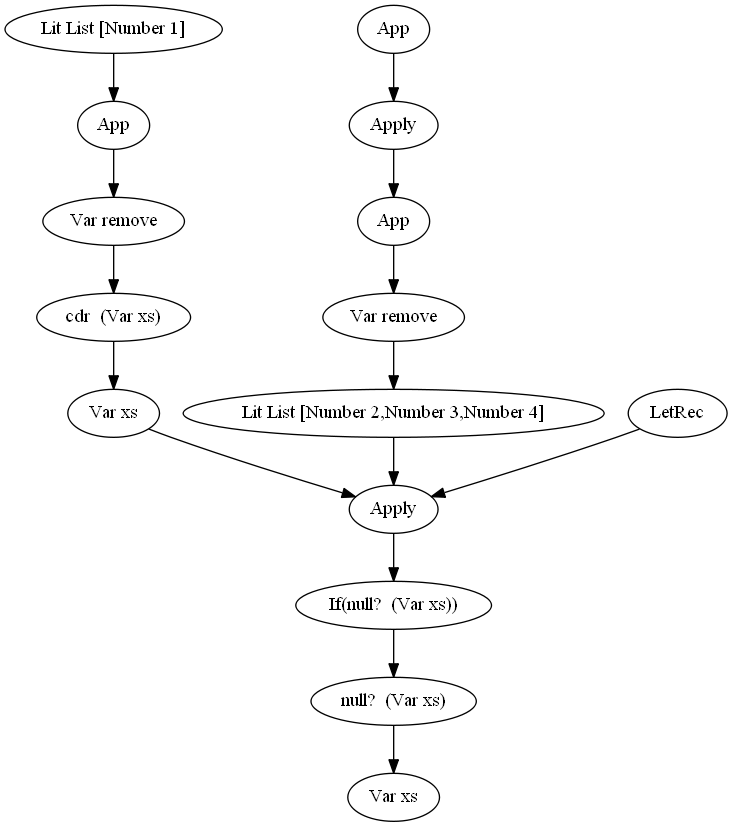 Lit List [Number 1]
App
App
Apply
Var remove
App
cdr  (Var xs)
Var remove
Var xs
Lit List [Number 2,Number 3,Number 4]
LetRec
Apply
If(null?  (Var xs))
null?  (Var xs)
Var xs